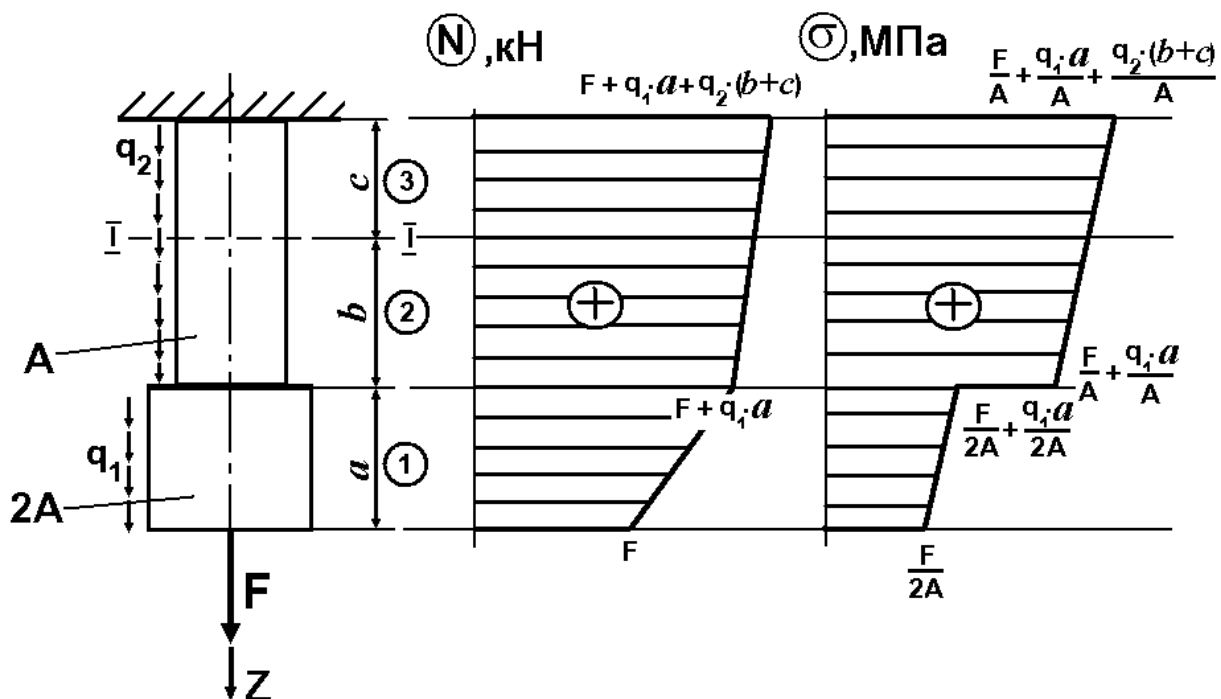 N ,кН
σ ,МПа
F + q₁·a + q₂·(b+c)
F/A + q₁·a/A + q₂·(b+c)/A
q₂
c
3
I
I
b
2
A
F/A + q₁·a/A
F + q₁·a
F/2A + q₁·a/2A
q₁
a
1
2A
F
F/2A
F
Z